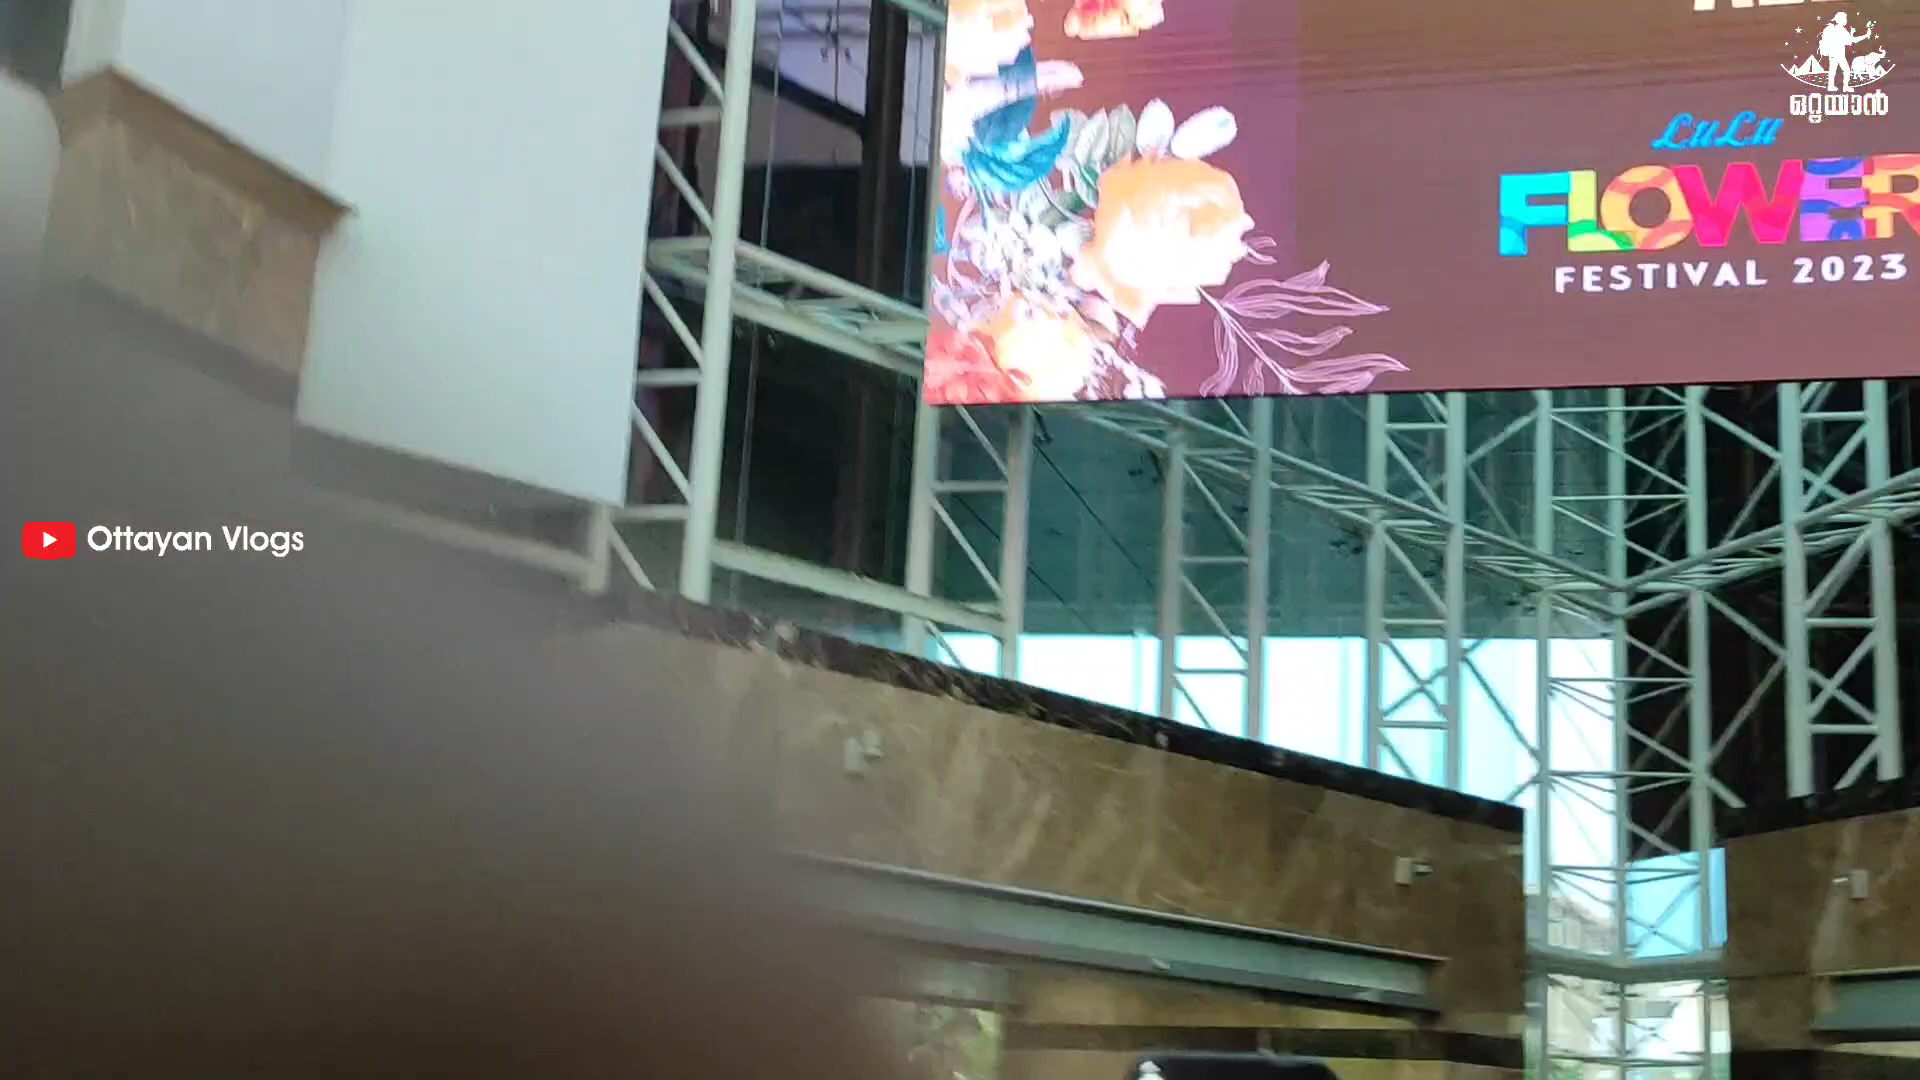 ഒറ്റയാൻ
LuLu
FLOWER
FESTIVAL 2023
Ottayan Vlogs